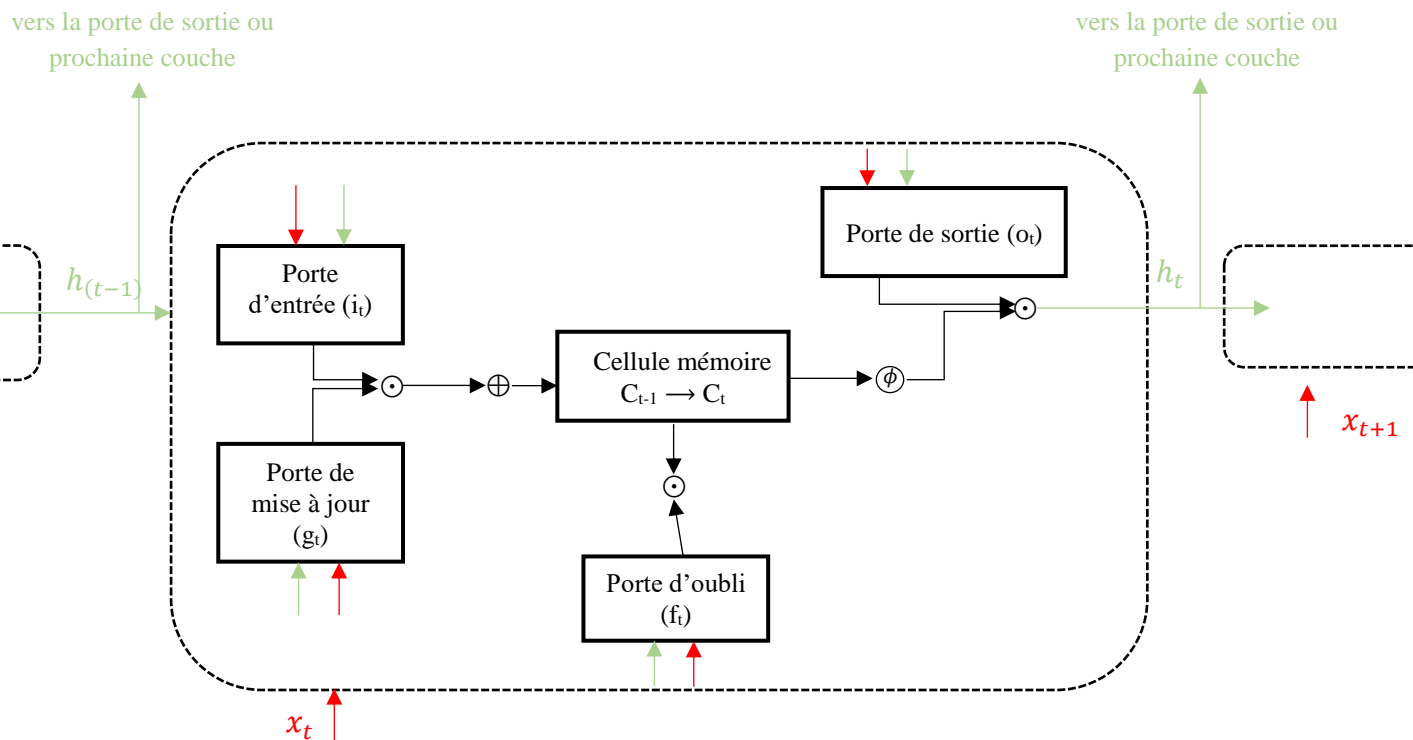 vers la porte de sortie ou
prochaine couche
vers la porte de sortie ou
prochaine couche
Porte de sortie (oₜ)
h₍ₜ₋₁₎
Porte
d’entrée (iₜ)
hₜ
Cellule mémoire
Cₜ₋₁ ⟶ Cₜ
ϕ
xₜ₊₁
Porte de
mise à jour
(gₜ)
Porte d’oubli
(fₜ)
xₜ